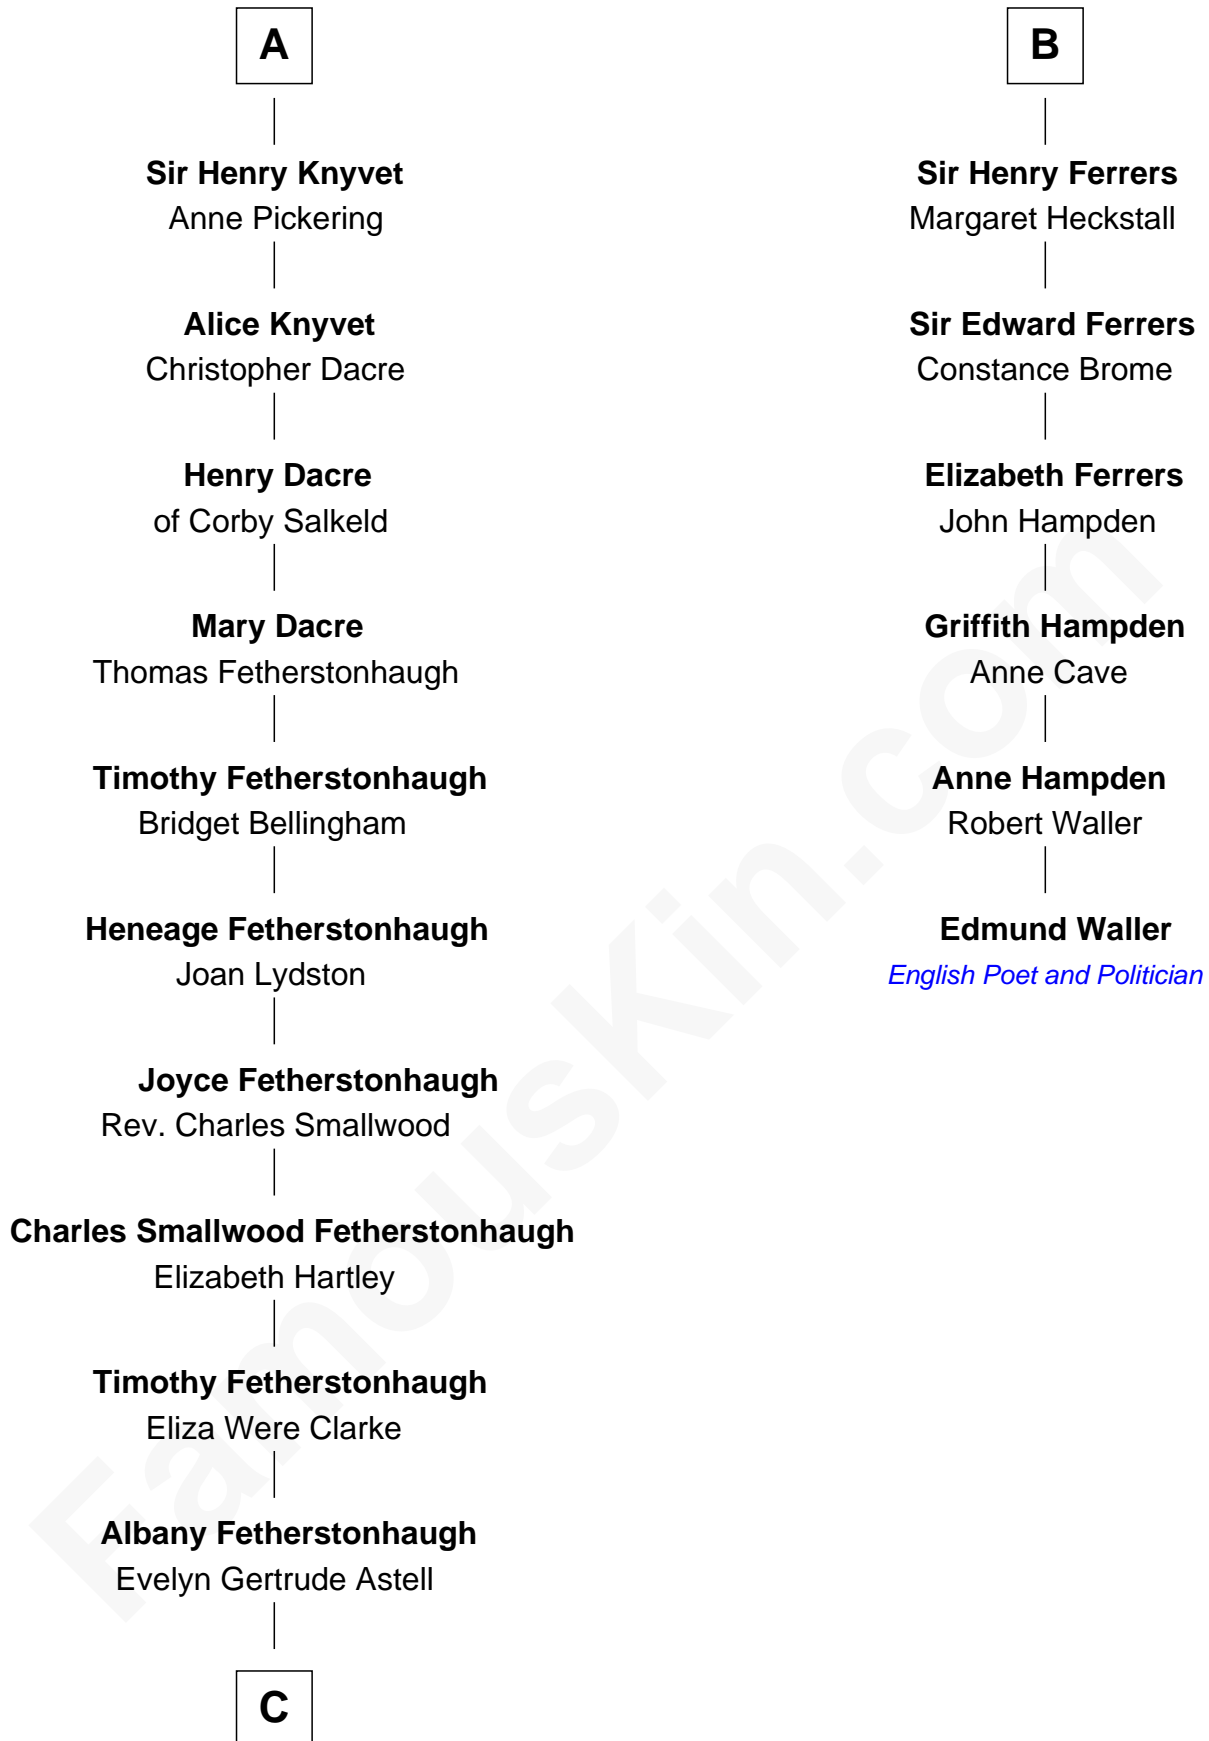 A
Sir Henry Knyvet
Anne Pickering
Alice Knyvet
Christopher Dacre
Henry Dacre
of Corby Salkeld
Mary Dacre
Thomas Fetherstonhaugh
Timothy Fetherstonhaugh
Bridget Bellingham
Heneage Fetherstonhaugh
Joan Lydston
Joyce Fetherstonhaugh
Rev. Charles Smallwood
Charles Smallwood Fetherstonhaugh
Elizabeth Hartley
Timothy Fetherstonhaugh
Eliza Were Clarke
Albany Fetherstonhaugh
Evelyn Gertrude Astell
C
B
Sir Henry Ferrers
Margaret Heckstall
Sir Edward Ferrers
Constance Brome
Elizabeth Ferrers
John Hampden
Griffith Hampden
Anne Cave
Anne Hampden
Robert Waller
Edmund Waller
English Poet and Politician
FamousKin.com